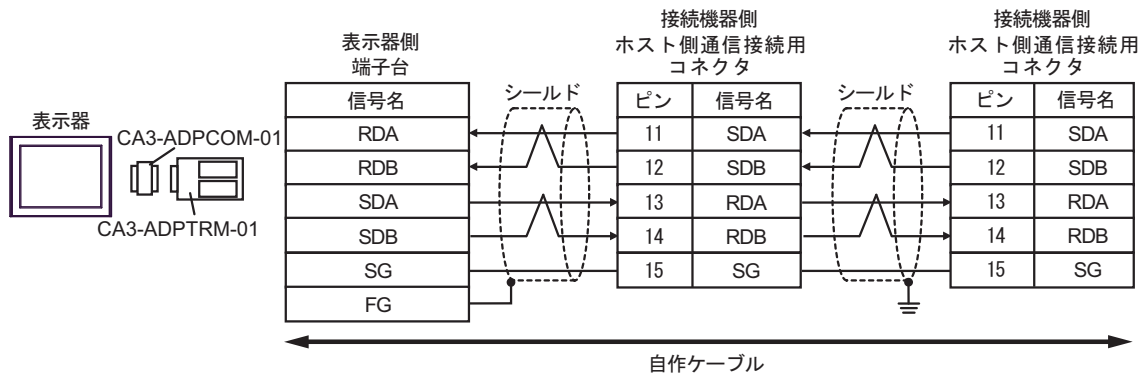 表示器
CA3-ADPCOM-01
CA3-ADPTRM-01
表示器側
端子台
信号名
RDA
RDB
SDA
SDB
SG
FG
シールド
接続機器側
ホスト側通信接続用
コネクタ
ピン 信号名
11 SDA
12 SDB
13 RDA
14 RDB
15 SG
シールド
接続機器側
ホスト側通信接続用
コネクタ
ピン 信号名
11 SDA
12 SDB
13 RDA
14 RDB
15 SG
自作ケーブル